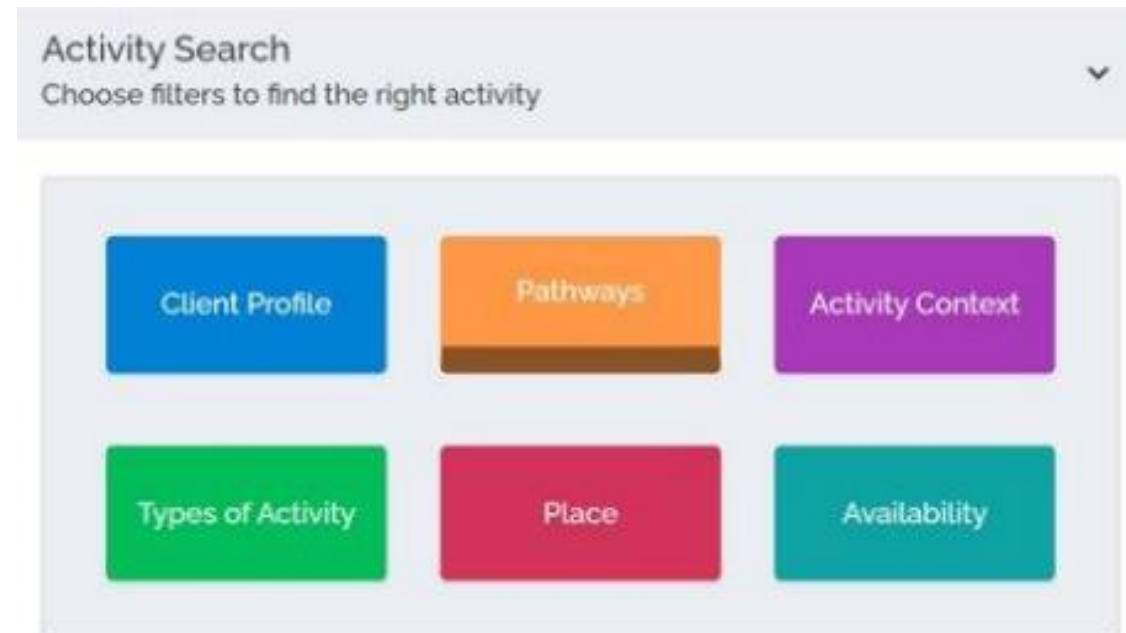 Activity Search
Choose filters to find the right activity
Client Profile
Pathways
Activity Context
Types of Activity
Place
Availability